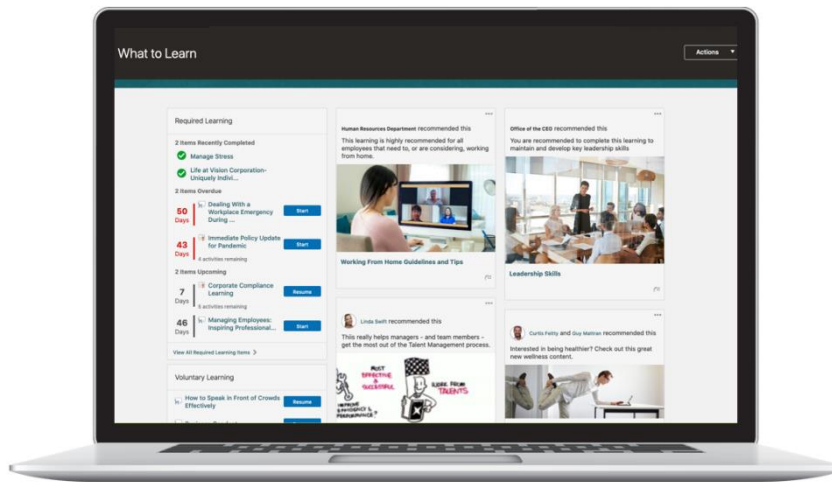 What to Learn
Actions
Required Learning
2 Items Recently Completed
Manage Stress
Life at Vision Corporation-
Uniquely Indivi...
2 Items Overdue
50
Days
Dealing With a
Workplace Emergency
During ...
Start
43
Days
Immediate Policy Update
for Pandemic
4 activities remaining
Start
2 Items Upcoming
7
Days
Corporate Compliance
Learning
5 activities remaining
Resume
46
Days
Managing Employees:
Inspiring Professional...
Start
View All Required Learning Items
Voluntary Learning
How to Speak in Front of Crowds
Effectively
Resume
Human Resources Department recommended this
This learning is highly recommended for all
employees that need to, or are considering, working
from home.
Working From Home Guidelines and Tips
Linda Swift recommended this
This really helps managers - and team members -
get the most out of the Talent Management process.
MOST
EFFECTIVE
&
SUCCESSFUL
IMPROVE
EFFICIENCY &
PERFORMANCE?
MORE FROM
TALENTS
Office of the CEO recommended this
You are recommended to complete this learning to
maintain and develop key leadership skills
Leadership Skills
Curtis Feitty and Guy Maltran recommended this
Interested in being healthier? Check out this great
new wellness content.